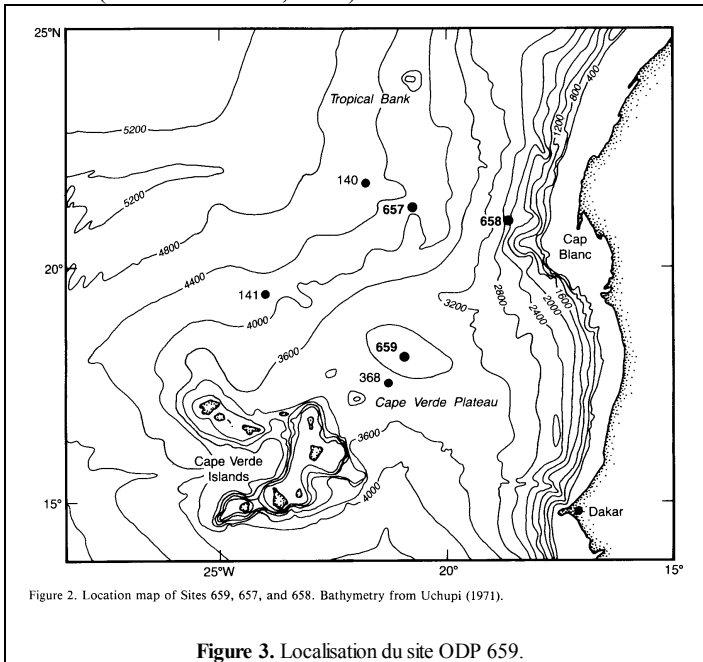 25°N
5200
Tropical Bank
400
800
1200
5200
140
657
658
Cap
Blanc
4800
20°
4400
141
4000
3200
2800
2400
2000
1600
3600
659
368
Cape Verde Plateau
3600
Cape Verde
Islands
4000
15°
Dakar
25°W
20°
15°
Figure 2. Location map of Sites 659, 657, and 658. Bathymetry from Uchupi (1971).
Figure 3. Localisation du site ODP 659.